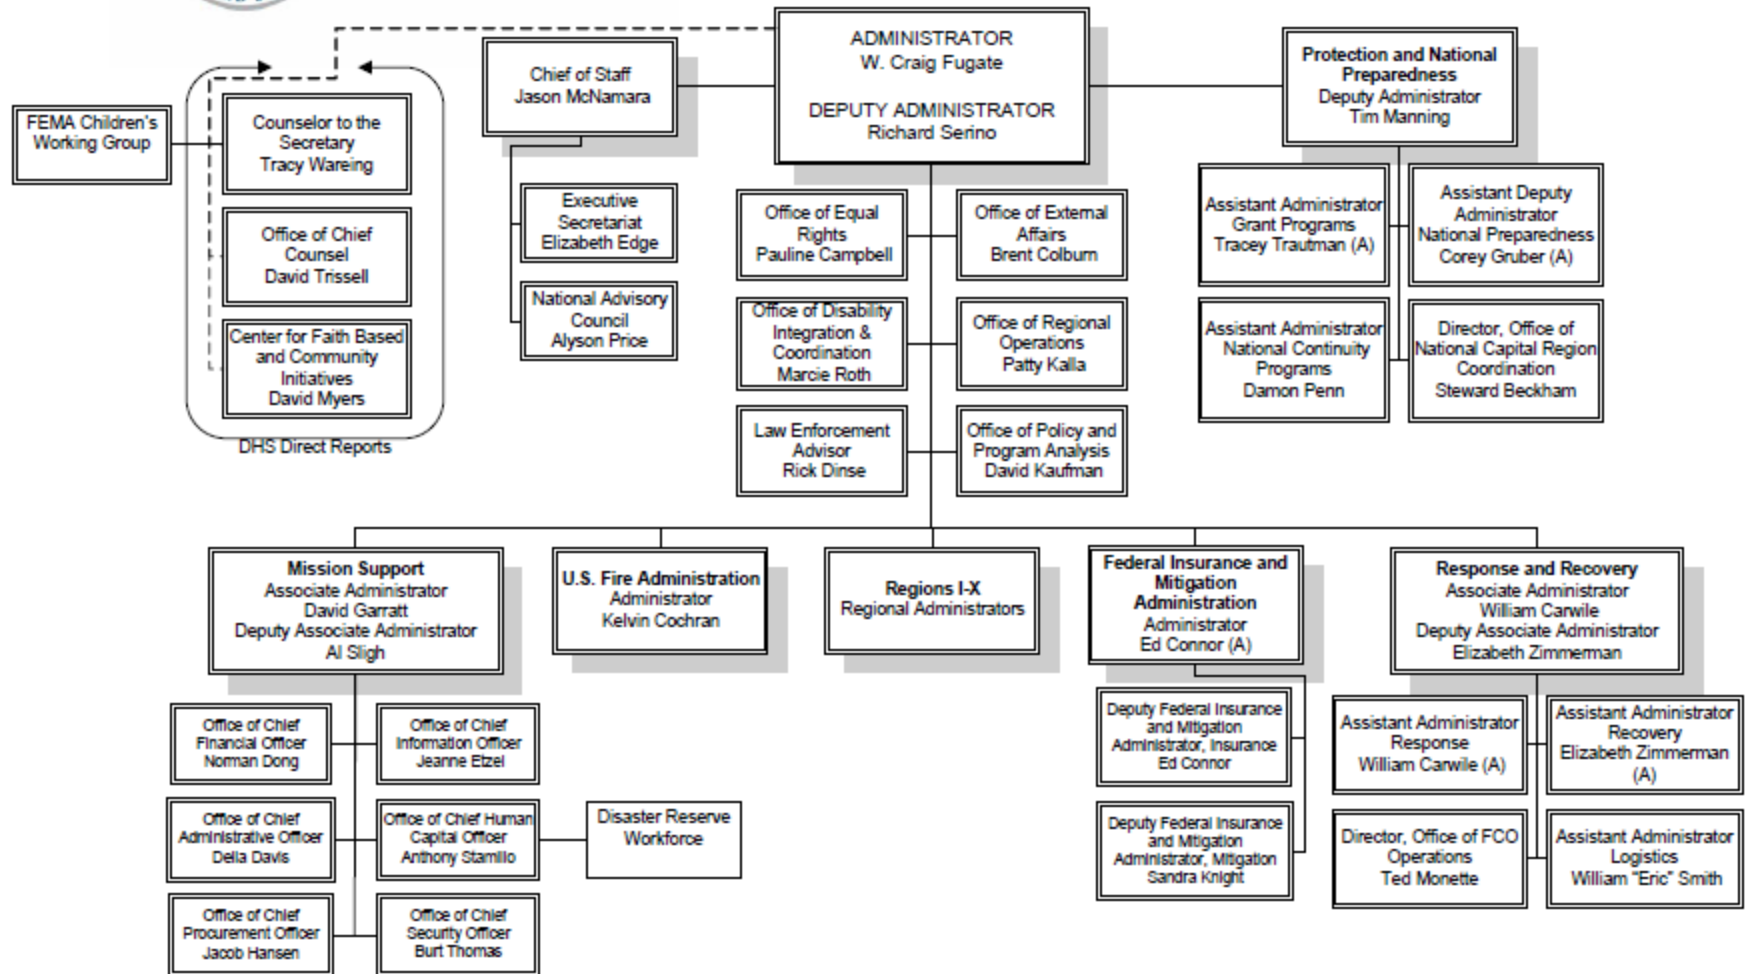 ADMINISTRATOR
W. Craig Fugate
DEPUTY ADMINISTRATOR
Richard Serino
Chief of Staff
Jason McNamara
Protection and National
Preparedness
Deputy Administrator
Tim Manning
FEMA Children's
Working Group
Counselor to the
Secretary
Tracy Wareing
Office of Chief
Counsel
David Trissell
Center for Faith Based
and Community
Initiatives
David Myers
DHS Direct Reports
Executive
Secretariat
Elizabeth Edge
National Advisory
Council
Alyson Price
Office of Equal
Rights
Pauline Campbell
Office of External
Affairs
Brent Colburn
Office of Disability
Integration &
Coordination
Marcie Roth
Office of Regional
Operations
Patty Kalla
Law Enforcement
Advisor
Rick Dinse
Office of Policy and
Program Analysis
David Kaufman
Assistant Administrator
Grant Programs
Tracey Trautman (A)
Assistant Deputy
Administrator
National Preparedness
Corey Gruber (A)
Assistant Administrator
National Continuity
Programs
Damon Penn
Director, Office of
National Capital Region
Coordination
Steward Beckham
Mission Support
Associate Administrator
David Garratt
Deputy Associate Administrator
Al Sligh
U.S. Fire Administration
Administrator
Kelvin Cochran
Regions I-X
Regional Administrators
Federal Insurance and
Mitigation
Administration
Administrator
Ed Connor (A)
Response and Recovery
Associate Administrator
William Carwile
Deputy Associate Administrator
Elizabeth Zimmerman
Office of Chief
Financial Officer
Norman Dong
Office of Chief
Information Officer
Jeanne Etzel
Office of Chief
Administrative Officer
Delia Davis
Office of Chief Human
Capital Officer
Anthony Stamilio
Disaster Reserve
Workforce
Office of Chief
Procurement Officer
Jacob Hansen
Office of Chief
Security Officer
Burt Thomas
Deputy Federal Insurance
and Mitigation
Administrator, Insurance
Ed Connor
Deputy Federal Insurance
and Mitigation
Administrator, Mitigation
Sandra Knight
Assistant Administrator
Response
William Carwile (A)
Assistant Administrator
Recovery
Elizabeth Zimmerman
(A)
Director, Office of FCO
Operations
Ted Monette
Assistant Administrator
Logistics
William "Eric" Smith